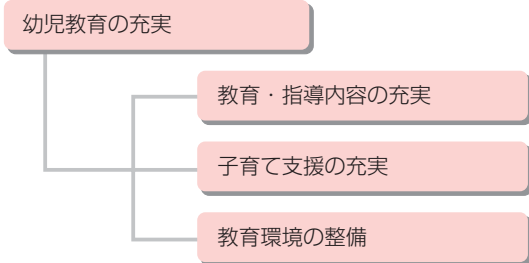 幼児教育の充実
教育・指導内容の充実
子育て支援の充実
教育環境の整備